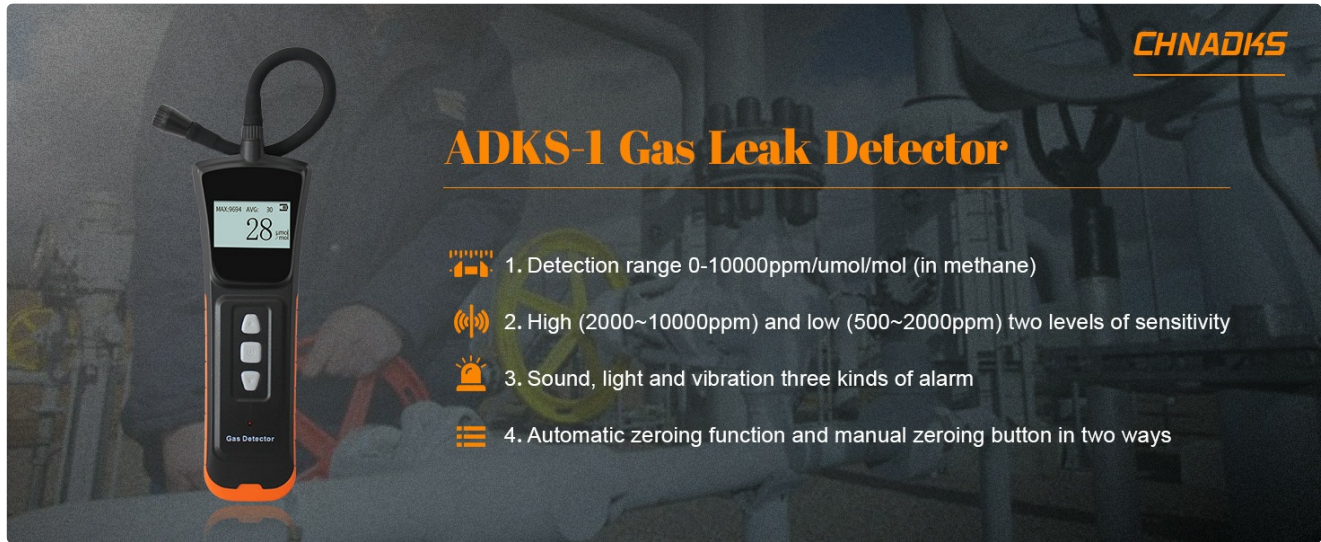 CHNADKS
ADKS-1 Gas Leak Detector
MAX:9694 AVG: 30
28 μmol/mol
1. Detection range 0-10000ppm/umol/mol (in methane)
2. High (2000~10000ppm) and low (500~2000ppm) two levels of sensitivity
3. Sound, light and vibration three kinds of alarm
4. Automatic zeroing function and manual zeroing button in two ways
Gas Detector